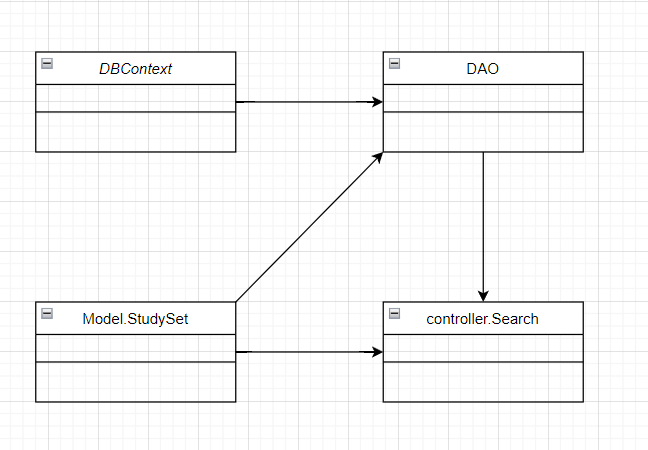 DBContext
DAO
Model.StudySet
controller.Search